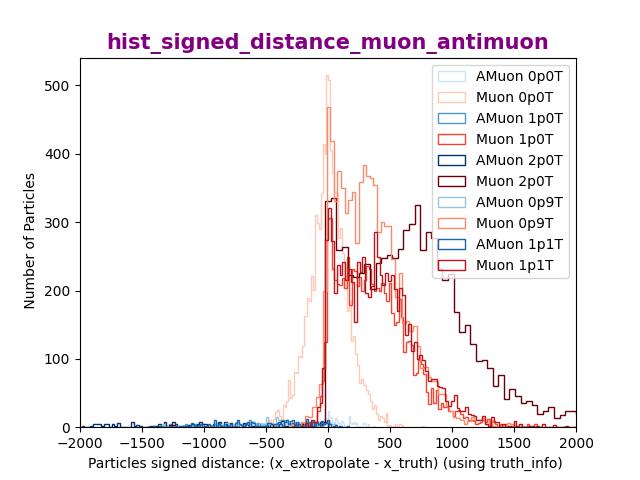 hist_signed_distance_muon_antimuon
Number of Particles
500
400
300
200
100
0
−2000
−1500
−1000
−500
0
500
1000
1500
2000
Particles signed distance: (x_extropolate - x_truth) (using truth_info)
AMuon 0p0T
Muon 0p0T
AMuon 1p0T
Muon 1p0T
AMuon 2p0T
Muon 2p0T
AMuon 0p9T
Muon 0p9T
AMuon 1p1T
Muon 1p1T